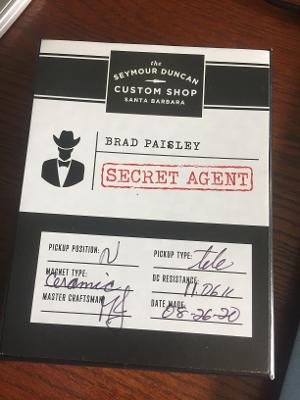 the
SEYMOUR DUNCAN
CUSTOM SHOP
SANTA BARBARA
BRAD PAISLEY
SECRET AGENT
PICKUP POSITION: N
PICKUP TYPE: tele
MAGNET TYPE: Ceramic
DC RESISTANCE:
MASTER CRAFTSMAN:
DATE MADE: 08-26-20